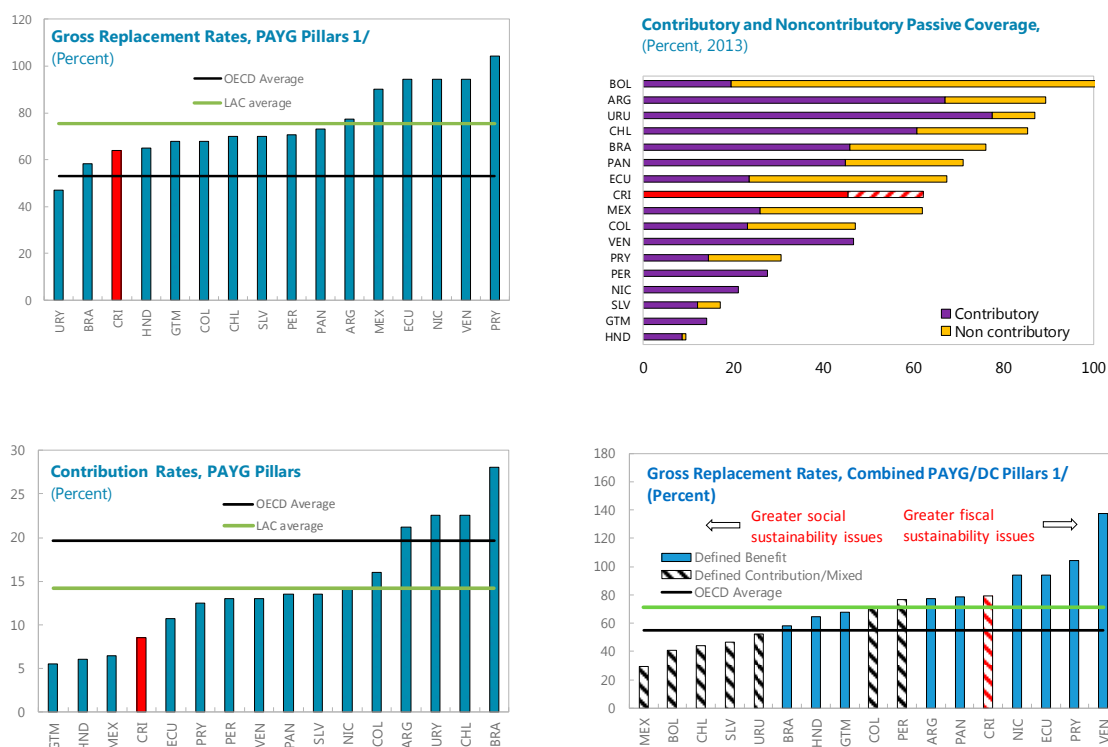 Gross Replacement Rates, PAYG Pillars 1/
(Percent)
OECD Average
LAC average
120
100
80
60
40
20
0
URY
BRA
CRI
HND
GTM
COL
CHL
SLV
PER
PAN
ARG
MEX
ECU
NIC
VEN
PRY
Contributory and Noncontributory Passive Coverage,
(Percent, 2013)
BOL
ARG
URU
CHL
BRA
PAN
ECU
CRI
MEX
COL
VEN
PRY
PER
NIC
SLV
GTM
HND
Contributory
Non contributory
0 20 40 60 80 100
Contribution Rates, PAYG Pillars
(Percent)
OECD Average
LAC average
30
25
20
15
10
5
0
GTM
HND
MEX
CRI
ECU
PRY
PER
VEN
PAN
SLV
NIC
COL
ARG
URY
CHL
BRA
Gross Replacement Rates, Combined PAYG/DC Pillars 1/
(Percent)
Greater social
sustainability issues
Greater fiscal
sustainability issues
Defined Benefit
Defined Contribution/Mixed
OECD Average
180
160
140
120
100
80
60
40
20
0
MEX
BOL
CHL
SLV
URU
BRA
HND
GTM
COL
PER
ARG
PAN
CRI
NIC
ECU
PRY
VEN